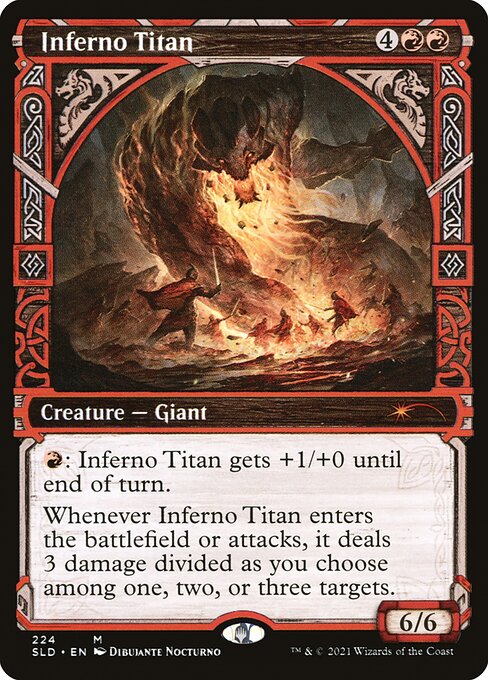 Inferno Titan 4
Creature — Giant
: Inferno Titan gets +1/+0 until
end of turn.
Whenever Inferno Titan enters
the battlefield or attacks, it deals
3 damage divided as you choose
among one, two, or three targets.
6/6
224 M
SLD • EN Dibujante Nocturno
™ & © 2021 Wizards of the Coast